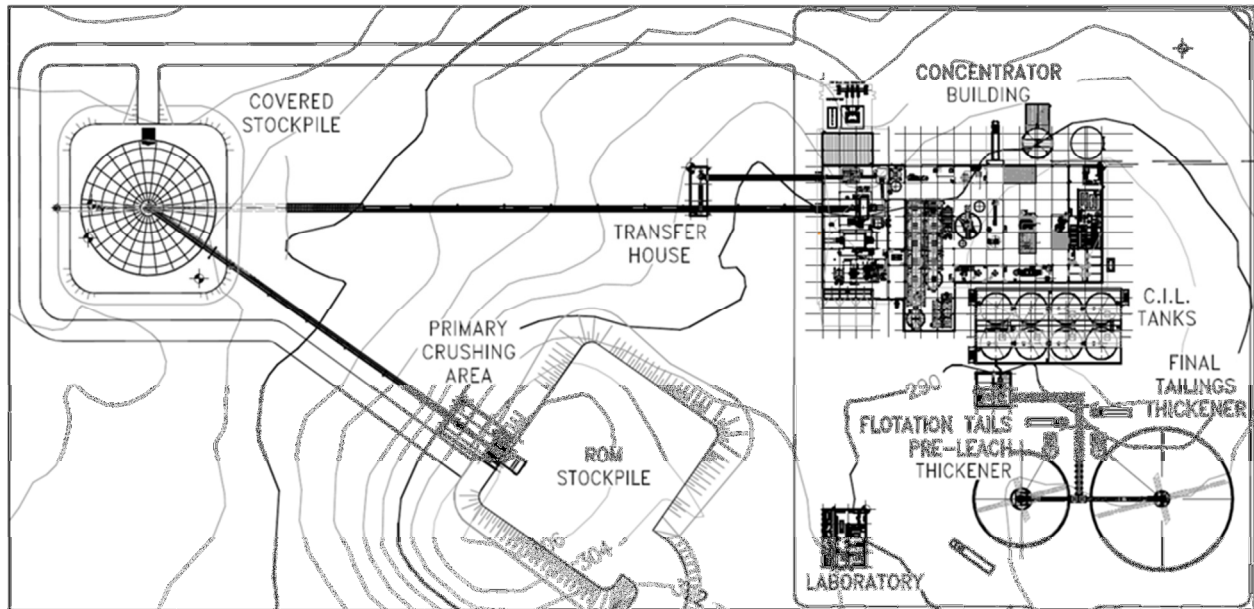 COVERED
STOCKPILE
CONCENTRATOR
BUILDING
TRANSFER
HOUSE
PRIMARY
CRUSHING
AREA
C.I.L.
TANKS
FINAL
TAILINGS
THICKENER
FLOTATION TAILS
PRE-LEACH
THICKENER
ROM
STOCKPILE
304
LABORATORY